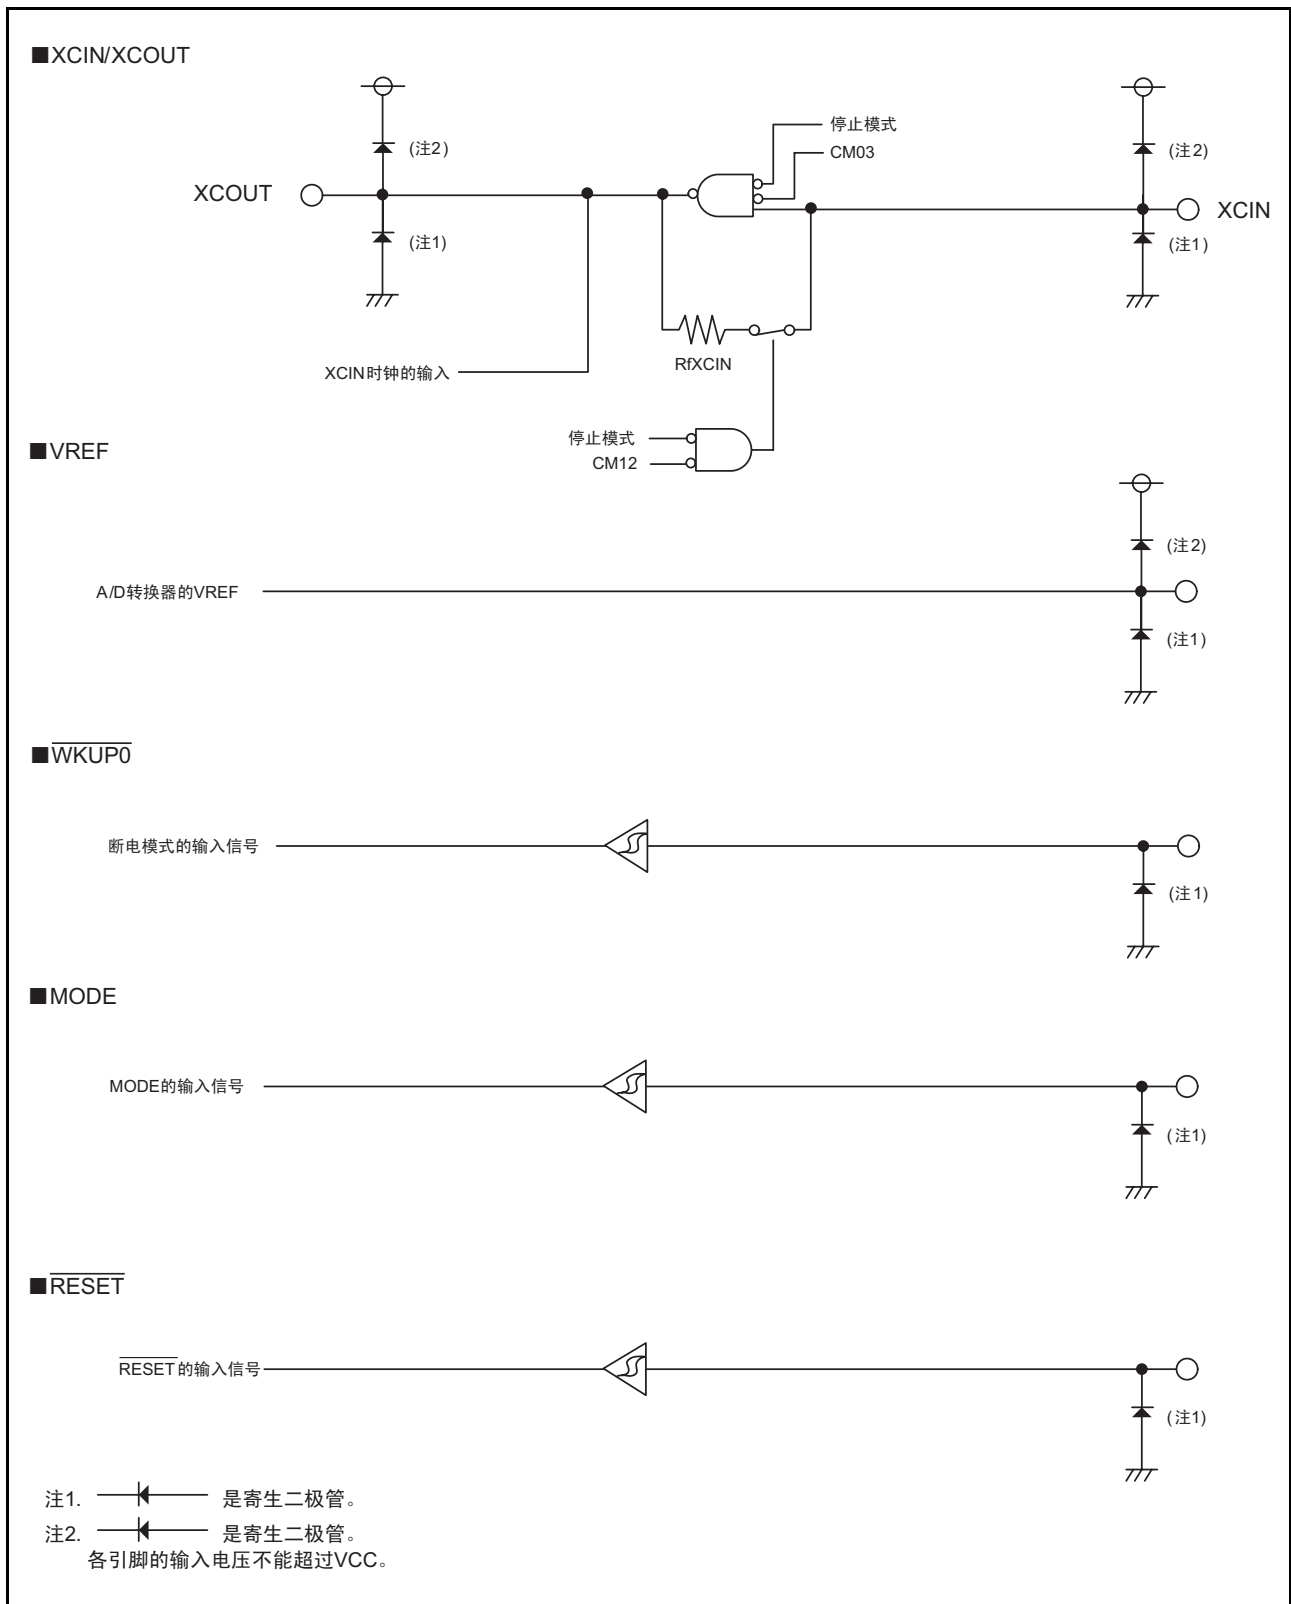 ■XCIN/XCOUT
停止模式
(注2)
CM03
(注2)
XCOUT
XCIN
(注1)
(注1)
RfXCIN
XCIN时钟的输入
停止模式
CM12
■VREF
(注2)
A/D转换器的VREF
(注1)
■WKUP0
断电模式的输入信号
(注1)
■MODE
MODE的输入信号
(注1)
■RESET
RESET的输入信号
(注1)
注1. 是寄生二极管。
注2. 是寄生二极管。
各引脚的输入电压不能超过VCC。